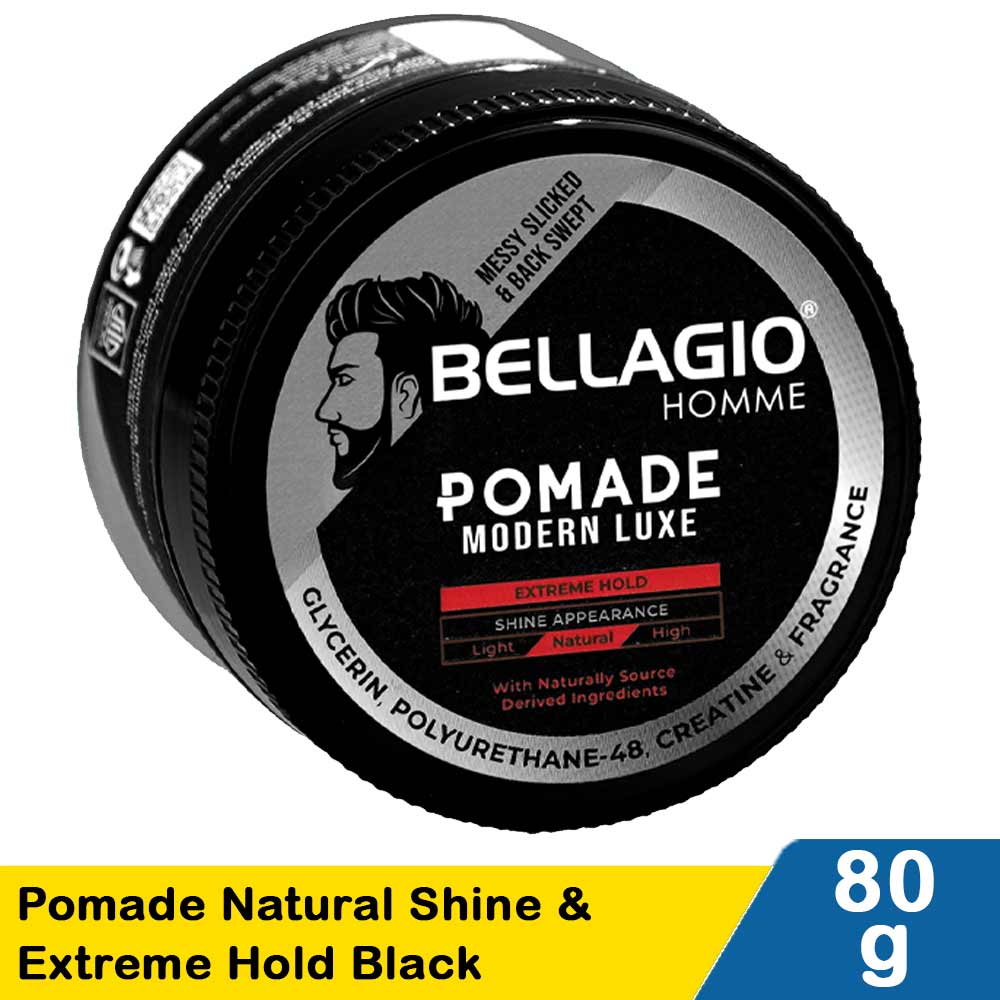 MESSY SLICKED
& BACK SWEPT
BELLAGIO®
HOMME
POMADE
MODERN LUXE
EXTREME HOLD
SHINE APPEARANCE
Light Natural High
With Naturally Source
Derived Ingredients
GLYCERIN, POLYURETHANE-48, CREATINE & FRAGRANCE
Pomade Natural Shine &
Extreme Hold Black
80
g